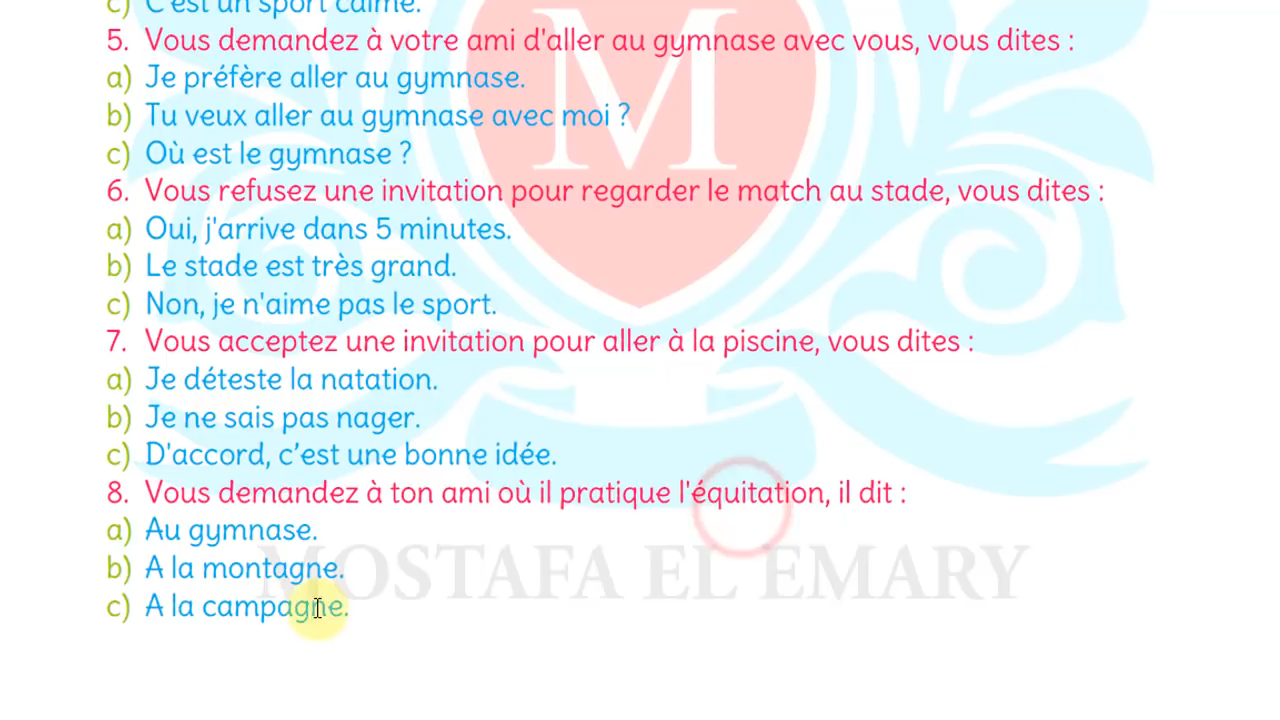 c) C'est un sport calme.
5. Vous demandez à votre ami d'aller au gymnase avec vous, vous dites :
a) Je préfère aller au gymnase.
b) Tu veux aller au gymnase avec moi ?
c) Où est le gymnase ?
6. Vous refusez une invitation pour regarder le match au stade, vous dites :
a) Oui, j'arrive dans 5 minutes.
b) Le stade est très grand.
c) Non, je n'aime pas le sport.
7. Vous acceptez une invitation pour aller à la piscine, vous dites :
a) Je déteste la natation.
b) Je ne sais pas nager.
c) D'accord, c’est une bonne idée.
8. Vous demandez à ton ami où il pratique l'équitation, il dit :
a) Au gymnase.
b) A la montagne.
c) A la campagne.
M
MOSTAFA EL EMARY